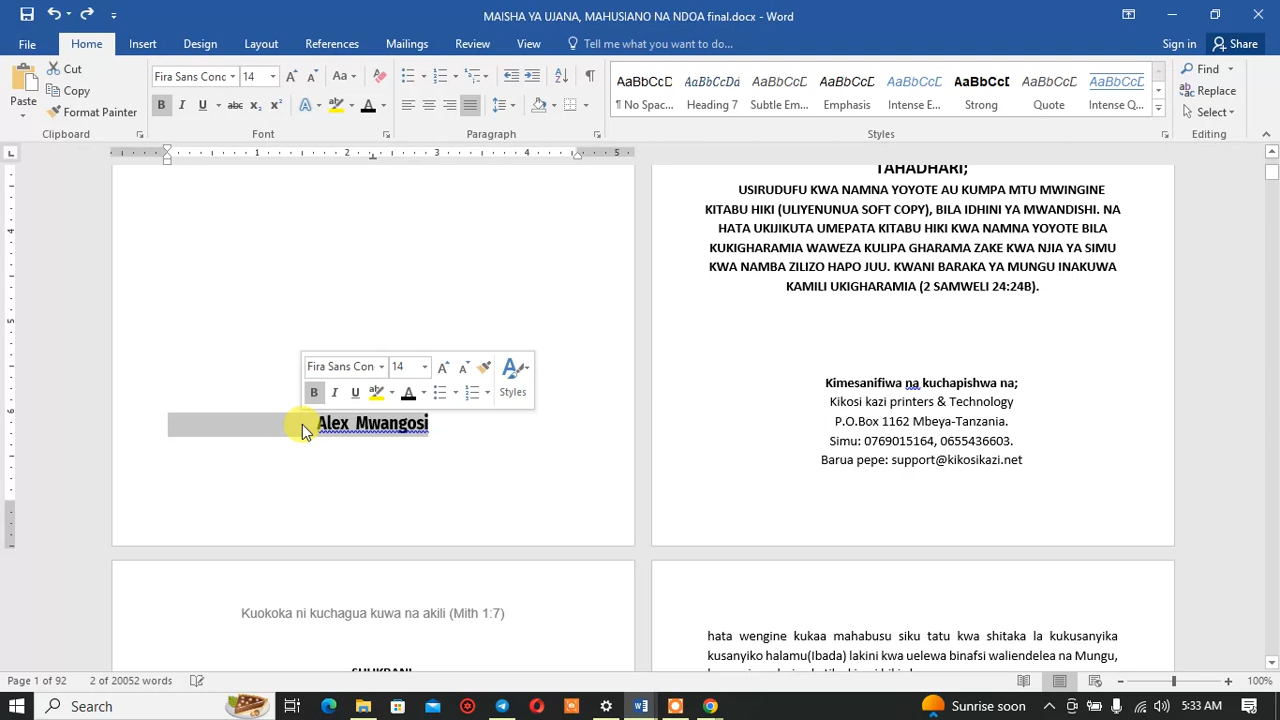 MAISHA YA UJANA, MAHUSIANO NA NDOA final.docx - Word
File Home Insert Design Layout References Mailings Review View Tell me what you want to do... Sign in Share
Cut
Copy
Format Painter
Paste
Clipboard
Fira Sans Conc 14
Font
Paragraph
AaBbCcDc AaBbCcDd AaBbCcD AaBbCcD AaBbCcD AaBbCcD AaBbCcD AaBbCcD
¶ No Spac... Heading 7 Subtle Em... Emphasis Intense E... Strong Quote Intense Q...
Styles
Find
Replace
Select
Editing
1 2 3 4 5
TAHADHARI;
USIRUDUFU KWA NAMNA YOYOTE AU KUMPA MTU MWINGINE
KITABU HIKI (ULIYENUNUA SOFT COPY), BILA IDHINI YA MWANDISHI. NA
HATA UKIJIKUTA UMEPATA KITABU HIKI KWA NAMNA YOYOTE BILA
KUKIGHARAMIA WAWEZA KULIPA GHARAMA ZAKE KWA NJIA YA SIMU
KWA NAMBA ZILIZO HAPO JUU. KWANI BARAKA YA MUNGU INAKUWA
KAMILI UKIGHARAMIA (2 SAMWELI 24:24B).
Fira Sans Con 14
B I U
Styles
Alex Mwangosi
Kimesanifiwa na kuchapishwa na;
Kikosi kazi printers & Technology
P.O.Box 1162 Mbeya-Tanzania.
Simu: 0769015164, 0655436603.
Barua pepe: support@kikosikazi.net
Kuokoka ni kuchagua kuwa na akili (Mith 1:7)
SHUKRANI
hata wengine kukaa mahabusu siku tatu kwa shitaka la kukusanyika
kusanyiko halamu(Ibada) lakini kwa uelewa binafsi waliendelea na Mungu,
Page 1 of 92 2 of 20052 words 100%
Search Sunrise soon 5:33 AM